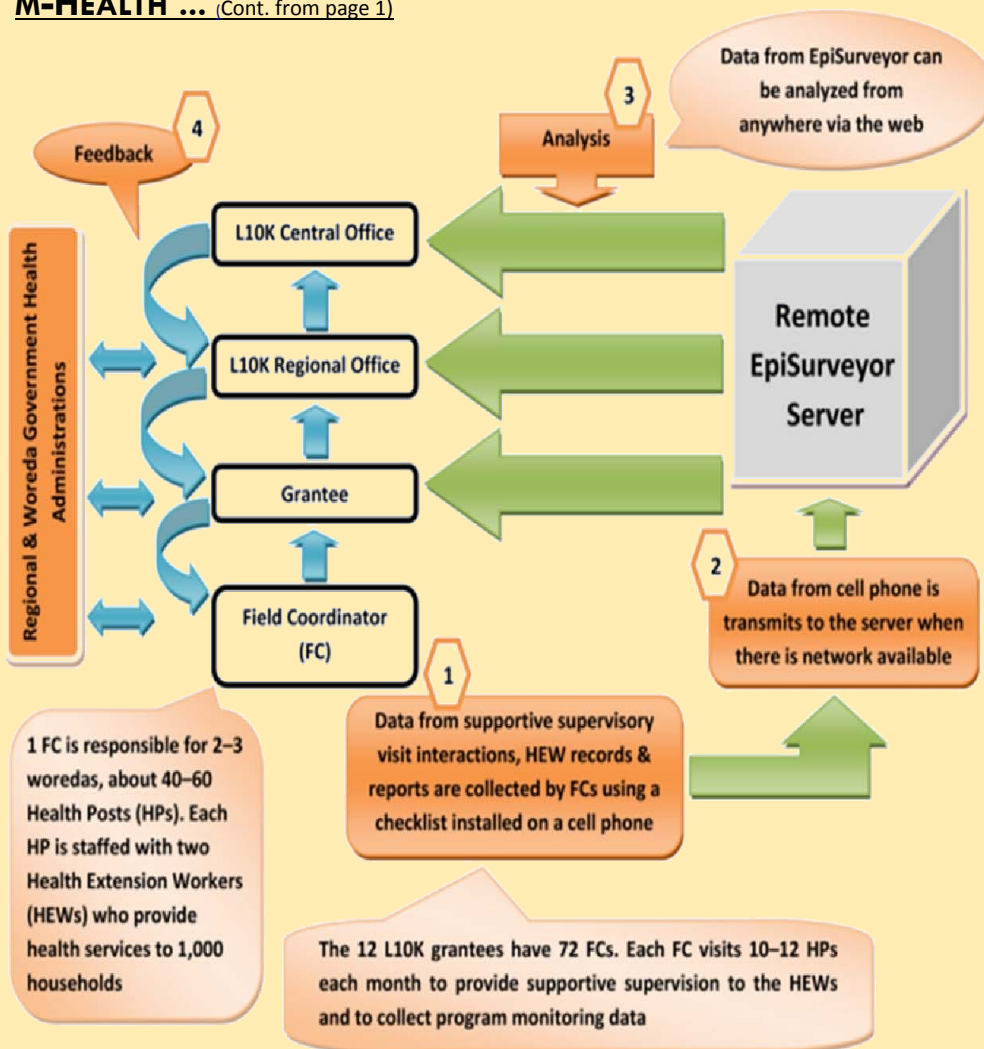 M-HEALTH ... (Cont. from page 1)
4
Feedback
3
Analysis
Data from EpiSurveyor can
be analyzed from
anywhere via the web
Regional & Woreda Government Health
Administrations
L10K Central Office
L10K Regional Office
Grantee
Field Coordinator
(FC)
Remote
EpiSurveyor
Server
2
Data from cell phone is
transmits to the server when
there is network available
1
Data from supportive supervisory
visit interactions, HEW records &
reports are collected by FCs using a
checklist installed on a cell phone
1 FC is responsible for 2–3
woredas, about 40–60
Health Posts (HPs). Each
HP is staffed with two
Health Extension Workers
(HEWs) who provide
health services to 1,000
households
The 12 L10K grantees have 72 FCs. Each FC visits 10–12 HPs
each month to provide supportive supervision to the HEWs
and to collect program monitoring data